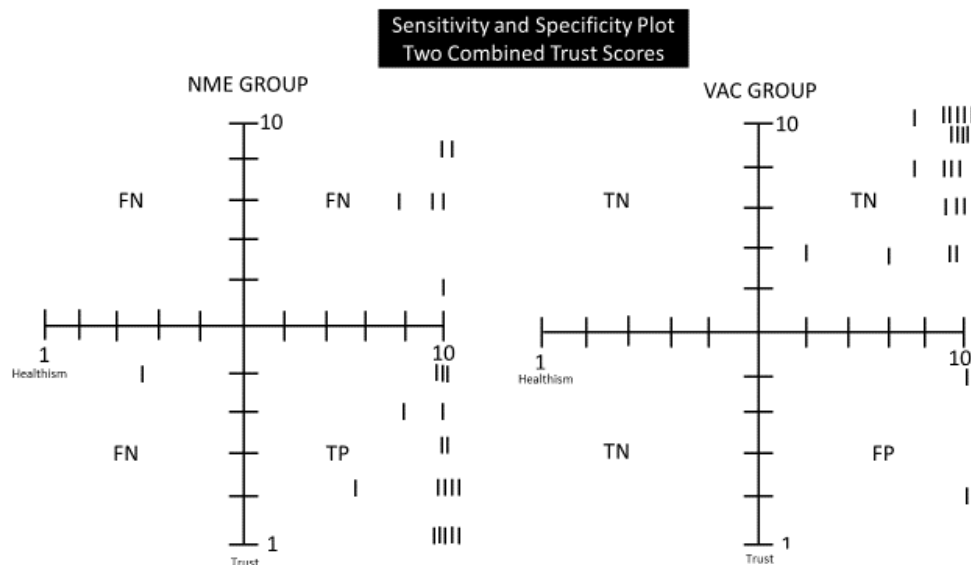 Sensitivity and Specificity Plot
Two Combined Trust Scores
NME GROUP
10
FN
FN
1
10
Healthism
FN
TP
1
Trust
VAC GROUP
10
TN
TN
1
10
Healthism
TN
FP
1
Trust